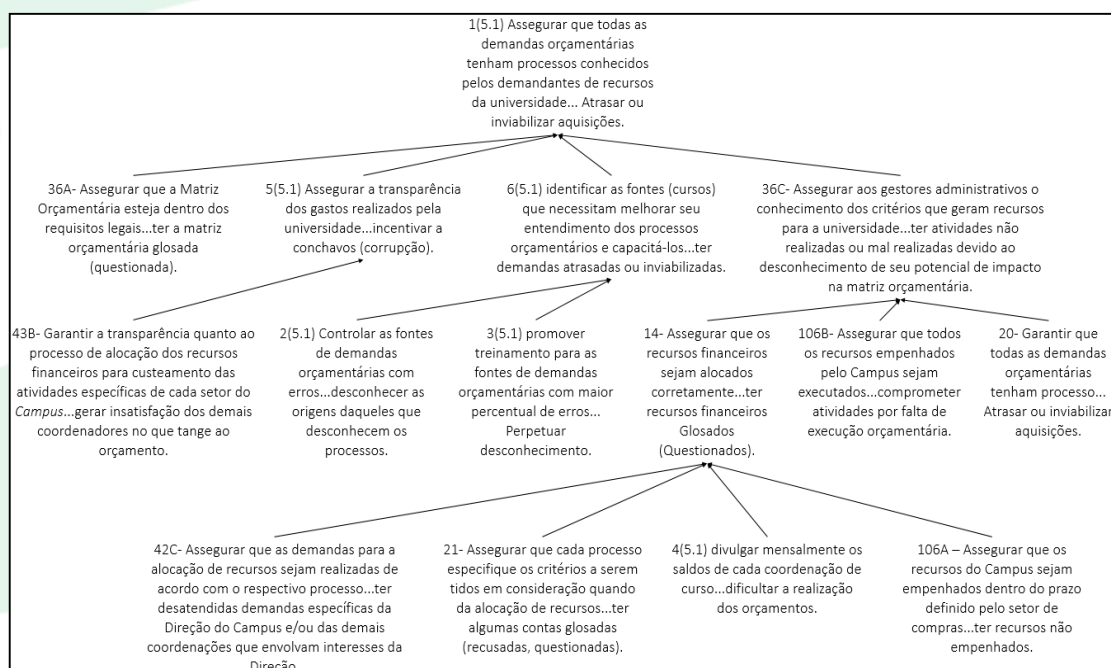 1(5.1) Assegurar que todas as
demandas orçamentárias
tenham processos conhecidos
pelos demandantes de recursos
da universidade... Atrasar ou
inviabilizar aquisições.
36A- Assegurar que a Matriz
Orçamentária esteja dentro dos
requisitos legais...ter a matriz
orçamentária glosada
(questionada).
5(5.1) Assegurar a transparência
dos gastos realizados pela
universidade...incentivar a
conchavos (corrupção).
6(5.1) identificar as fontes (cursos)
que necessitam melhorar seu
entendimento dos processos
orçamentários e capacitá-los...ter
demandas atrasadas ou inviabilizadas.
36C- Assegurar aos gestores administrativos o
conhecimento dos critérios que geram recursos
para a universidade...ter atividades não
realizadas ou mal realizadas devido ao
desconhecimento de seu potencial de impacto
na matriz orçamentária.
43B- Garantir a transparência quanto ao
processo de alocação dos recursos
financeiros para custeamento das
atividades específicas de cada setor do
Campus...gerar insatisfação dos demais
coordenadores no que tange ao
orçamento.
2(5.1) Controlar as fontes
de demandas
orçamentárias com
erros...desconhecer as
origens daqueles que
desconhecem os
processos.
3(5.1) promover
treinamento para as
fontes de demandas
orçamentárias com maior
percentual de erros...
Perpetuar
desconhecimento.
14- Assegurar que os
recursos financeiros
sejam alocados
corretamente...ter
recursos financeiros
Glosados
(Questionados).
106B- Assegurar que todos
os recursos empenhados
pelo Campus sejam
executados...comprometer
atividades por falta de
execução orçamentária.
20- Garantir que
todas as demandas
orçamentárias
tenham processo...
Atrasar ou inviabilizar
aquisições.
42C- Assegurar que as demandas para a
alocação de recursos sejam realizadas de
acordo com o respectivo processo...ter
desatendidas demandas específicas da
Direção do Campus e/ou das demais
coordenações que envolvam interesses da
Direção
21- Assegurar que cada processo
especifique os critérios a serem
tidos em consideração quando
da alocação de recursos...ter
algumas contas glosadas
(recusadas, questionadas).
4(5.1) divulgar mensalmente os
saldos de cada coordenação de
curso...dificultar a realização
dos orçamentos.
106A – Assegurar que os
recursos do Campus sejam
empenhados dentro do prazo
definido pelo setor de
compras...ter recursos não
empenhados.